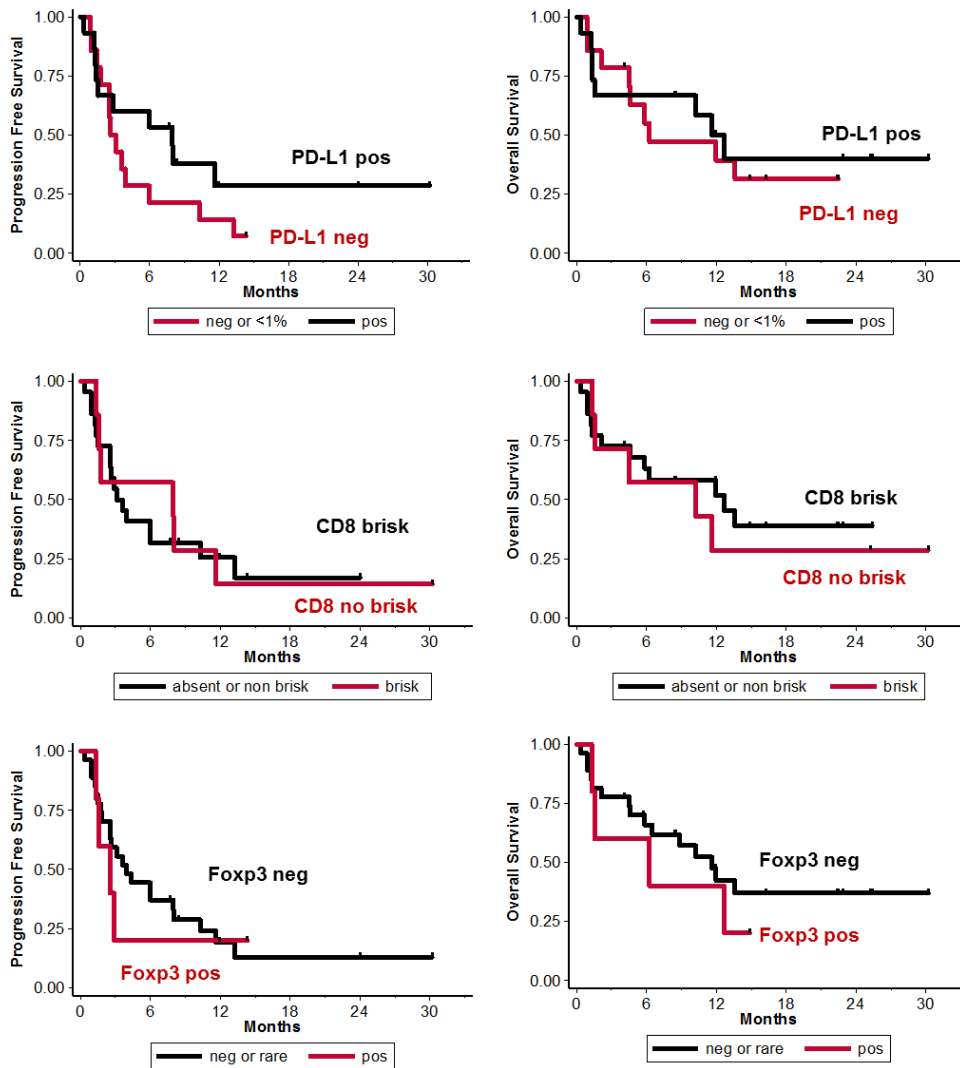 Progression Free Survival
1.00
0.75
0.50
0.25
0.00
PD-L1 pos
PD-L1 neg
0 6 12 18 24 30
Months
neg or <1% pos
Overall Survival
1.00
0.75
0.50
0.25
0.00
PD-L1 pos
PD-L1 neg
0 6 12 18 24 30
Months
neg or <1% pos
Progression Free Survival
1.00
0.75
0.50
0.25
0.00
CD8 brisk
CD8 no brisk
0 6 12 18 24 30
Months
absent or non brisk brisk
Overall Survival
1.00
0.75
0.50
0.25
0.00
CD8 brisk
CD8 no brisk
0 6 12 18 24 30
Months
absent or non brisk brisk
Progression Free Survival
1.00
0.75
0.50
0.25
0.00
Foxp3 neg
Foxp3 pos
0 6 12 18 24 30
Months
neg or rare pos
Overall Survival
1.00
0.75
0.50
0.25
0.00
Foxp3 neg
Foxp3 pos
0 6 12 18 24 30
Months
neg or rare pos